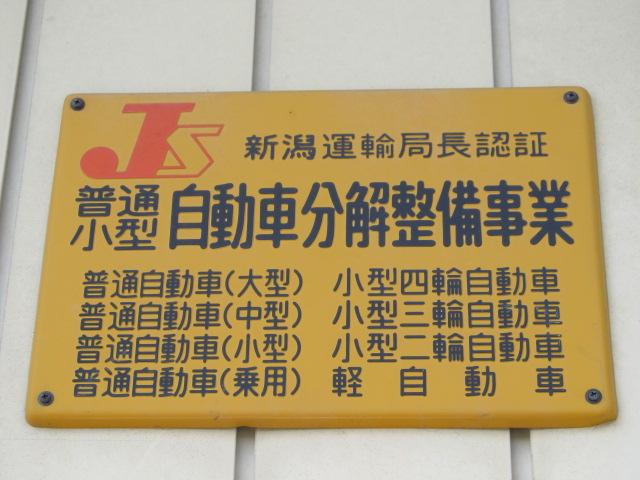 JS 新潟運輸局長認証
普通小型 自動車分解整備事業
普通自動車(大型) 小型四輪自動車
普通自動車(中型) 小型三輪自動車
普通自動車(小型) 小型二輪自動車
普通自動車(乗用) 軽自動車